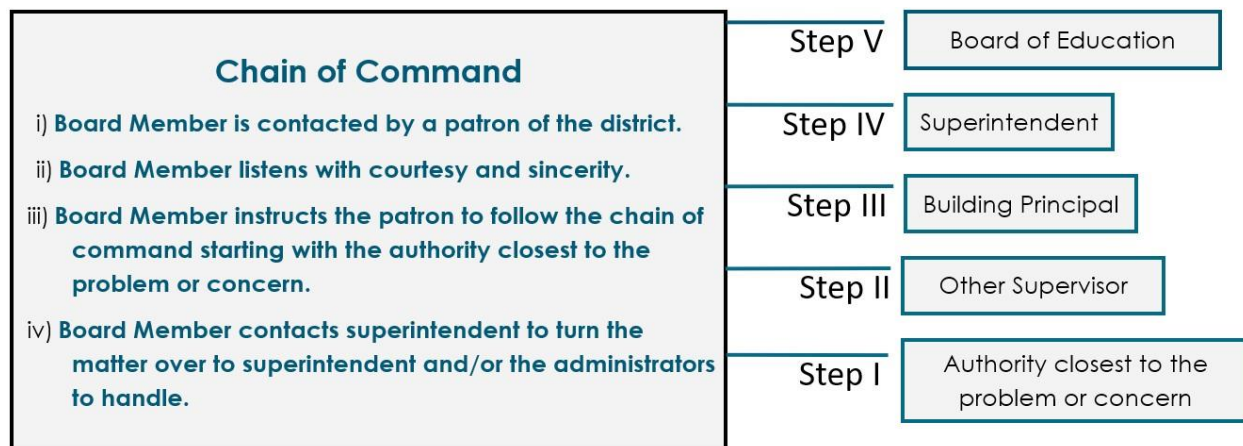 Chain of Command
i) Board Member is contacted by a patron of the district.
ii) Board Member listens with courtesy and sincerity.
iii) Board Member instructs the patron to follow the chain of
command starting with the authority closest to the
problem or concern.
iv) Board Member contacts superintendent to turn the
matter over to superintendent and/or the administrators
to handle.
Step V
Board of Education
Step IV
Superintendent
Step III
Building Principal
Step II
Other Supervisor
Step I
Authority closest to the
problem or concern